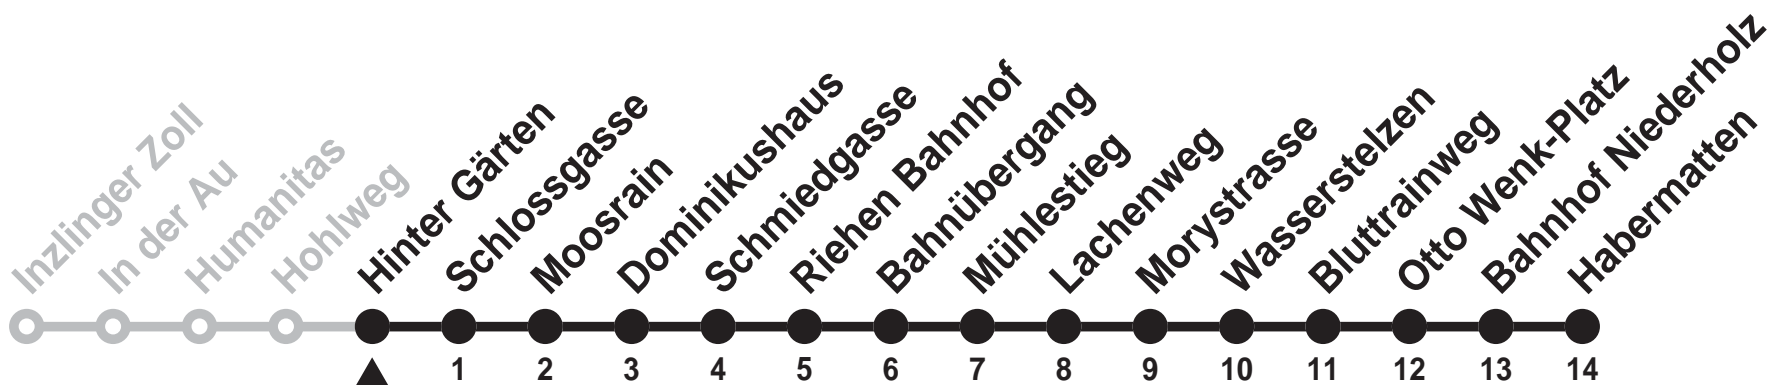 Inzlinger Zoll
In der Au
Humanitas
Hohlweg
Hinter Gärten
Schlossgasse
Moosrain
Dominikushaus
Schmiedgasse
Riehen Bahnhof
Bahnübergang
Mühlestieg
Lachenweg
Morystrasse
Wasserstelzen
Bluttrainweg
Otto Wenk-Platz
Bahnhof Niederholz
Habermatten
1 2 3 4 5 6 7 8 9 10 11 12 13 14